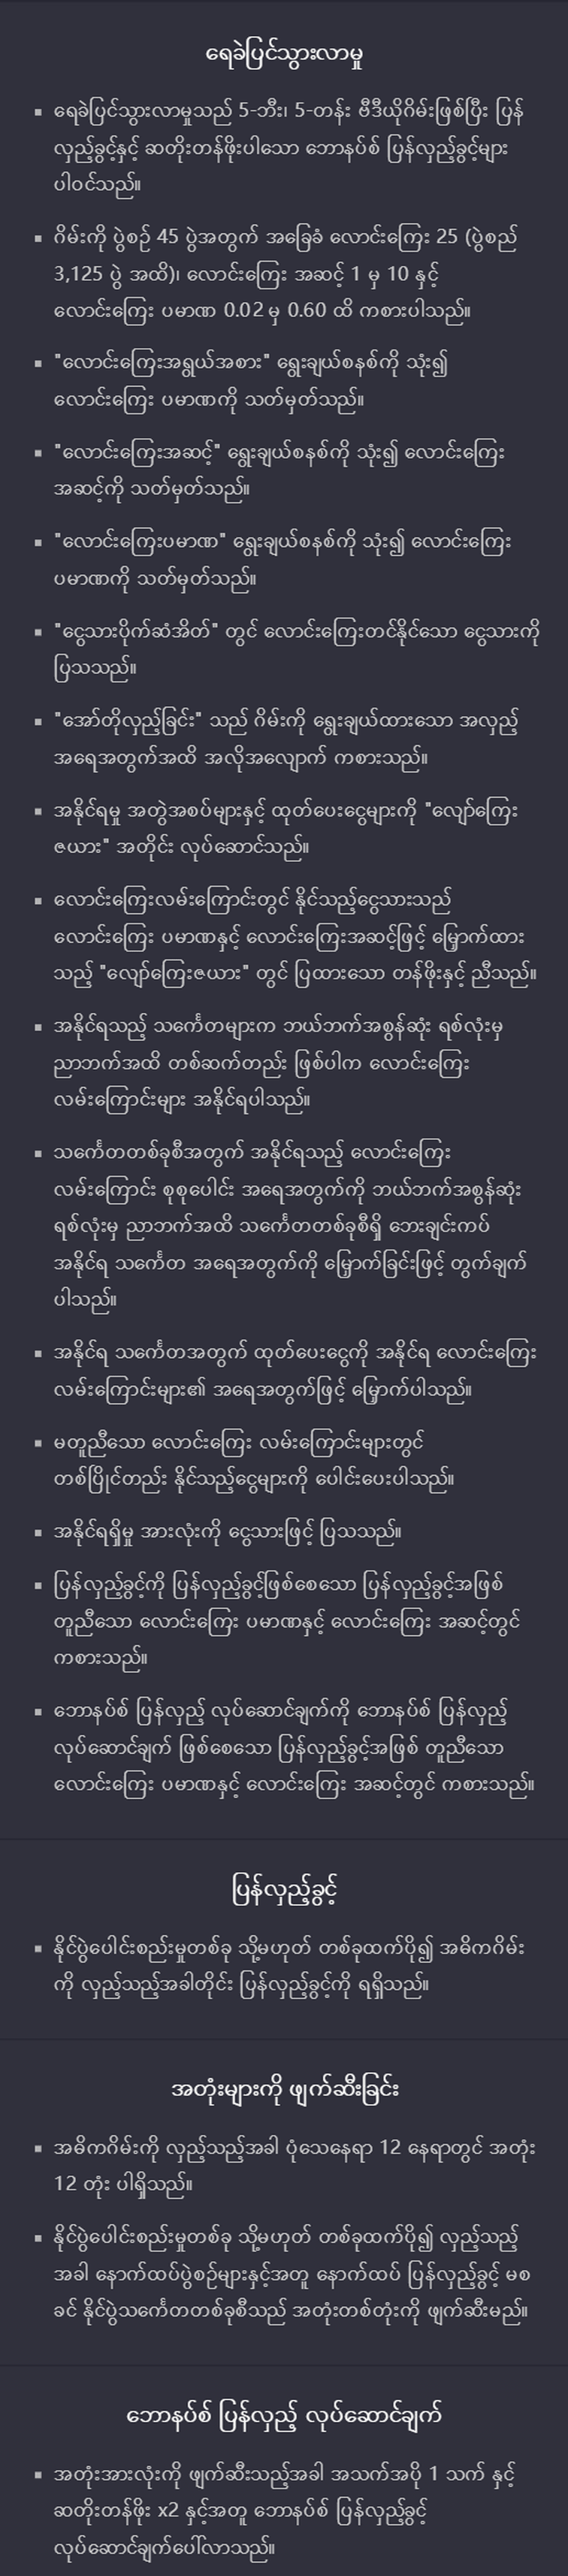 ရေခဲပြင်သွားလာမှု
▪ ရေခဲပြင်သွားလာမှုသည် 5-ဘီး၊ 5-တန်း ဗီဒီယိုဂိမ်းဖြစ်ပြီး ပြန်
လှည့်ခွင့်နှင့် ဆတိုးတန်ဖိုးပါသော ဘောနပ်စ် ပြန်လှည့်ခွင့်များ
ပါဝင်သည်။
▪ ဂိမ်းကို ပွဲစဉ် 45 ပွဲအတွက် အခြေခံ လောင်းကြေး 25 (ပွဲစည်
3,125 ပွဲ အထိ)၊ လောင်းကြေး အဆင့် 1 မှ 10 နှင့်
လောင်းကြေး ပမာဏ 0.02 မှ 0.60 ထိ ကစားပါသည်။
▪ "လောင်းကြေးအရွယ်အစား" ရွေးချယ်စနစ်ကို သုံး၍
လောင်းကြေး ပမာဏကို သတ်မှတ်သည်။
▪ "လောင်းကြေးအဆင့်" ရွေးချယ်စနစ်ကို သုံး၍ လောင်းကြေး
အဆင့်ကို သတ်မှတ်သည်။
▪ "လောင်းကြေးပမာဏ" ရွေးချယ်စနစ်ကို သုံး၍ လောင်းကြေး
ပမာဏကို သတ်မှတ်သည်။
▪ "ငွေသားပိုက်ဆံအိတ်" တွင် လောင်းကြေးတင်နိုင်သော ငွေသားကို
ပြသသည်။
▪ "အော်တိုလှည့်ခြင်း" သည် ဂိမ်းကို ရွေးချယ်ထားသော အလှည့်
အရေအတွက်အထိ အလိုအလျောက် ကစားသည်။
▪ အနိုင်ရမှု အတွဲအစပ်များနှင့် ထုတ်ပေးငွေများကို "လျော်ကြေး
ဇယား" အတိုင်း လုပ်ဆောင်သည်။
▪ လောင်းကြေးလမ်းကြောင်းတွင် နိုင်သည့်ငွေသားသည်
လောင်းကြေး ပမာဏနှင့် လောင်းကြေးအဆင့်ဖြင့် မြှောက်ထား
သည့် "လျော်ကြေးဇယား" တွင် ပြထားသော တန်ဖိုးနှင့် ညီသည်။
▪ အနိုင်ရသည့် သင်္ကေတများက ဘယ်ဘက်အစွန်ဆုံး ရစ်လုံးမှ
ညာဘက်အထိ တစ်ဆက်တည်း ဖြစ်ပါက လောင်းကြေး
လမ်းကြောင်းများ အနိုင်ရပါသည်။
▪ သင်္ကေတတစ်ခုစီအတွက် အနိုင်ရသည့် လောင်းကြေး
လမ်းကြောင်း စုစုပေါင်း အရေအတွက်ကို ဘယ်ဘက်အစွန်ဆုံး
ရစ်လုံးမှ ညာဘက်အထိ သင်္ကေတတစ်ခုစီရှိ ဘေးချင်းကပ်
အနိုင်ရ သင်္ကေတ အရေအတွက်ကို မြှောက်ခြင်းဖြင့် တွက်ချက်
ပါသည်။
▪ အနိုင်ရ သင်္ကေတအတွက် ထုတ်ပေးငွေကို အနိုင်ရ လောင်းကြေး
လမ်းကြောင်းများ၏ အရေအတွက်ဖြင့် မြှောက်ပါသည်။
▪ မတူညီသော လောင်းကြေး လမ်းကြောင်းများတွင်
တစ်ပြိုင်တည်း နိုင်သည့်ငွေများကို ပေါင်းပေးပါသည်။
▪ အနိုင်ရရှိမှု အားလုံးကို ငွေသားဖြင့် ပြသသည်။
▪ ပြန်လှည့်ခွင့်ကို ပြန်လှည့်ခွင့်ဖြစ်စေသော ပြန်လှည့်ခွင့်အဖြစ်
တူညီသော လောင်းကြေး ပမာဏနှင့် လောင်းကြေး အဆင့်တွင်
ကစားသည်။
▪ ဘောနပ်စ် ပြန်လှည့် လုပ်ဆောင်ချက်ကို ဘောနပ်စ် ပြန်လှည့်
လုပ်ဆောင်ချက် ဖြစ်စေသော ပြန်လှည့်ခွင့်အဖြစ် တူညီသော
လောင်းကြေး ပမာဏနှင့် လောင်းကြေး အဆင့်တွင် ကစားသည်။
ပြန်လှည့်ခွင့်
▪ နိုင်ပွဲပေါင်းစည်းမှုတစ်ခု သို့မဟုတ် တစ်ခုထက်ပို၍ အဓိကဂိမ်း
ကို လှည့်သည့်အခါတိုင်း ပြန်လှည့်ခွင့်ကို ရရှိသည်။
အတုံးများကို ဖျက်ဆီးခြင်း
▪ အဓိကဂိမ်းကို လှည့်သည့်အခါ ပုံသေနေရာ 12 နေရာတွင် အတုံး
12 တုံး ပါရှိသည်။
▪ နိုင်ပွဲပေါင်းစည်းမှုတစ်ခု သို့မဟုတ် တစ်ခုထက်ပို၍ လှည့်သည့်
အခါ နောက်ထပ်ပွဲစဉ်များနှင့်အတူ နောက်ထပ် ပြန်လှည့်ခွင့် မစ
ခင် နိုင်ပွဲသင်္ကေတတစ်ခုစီသည် အတုံးတစ်တုံးကို ဖျက်ဆီးမည်။
ဘောနပ်စ် ပြန်လှည့် လုပ်ဆောင်ချက်
▪ အတုံးအားလုံးကို ဖျက်ဆီးသည့်အခါ အသက်အပို 1 သက် နှင့်
ဆတိုးတန်ဖိုး x2 နှင့်အတူ ဘောနပ်စ် ပြန်လှည့်ခွင့်
လုပ်ဆောင်ချက်ပေါ်လာသည်။